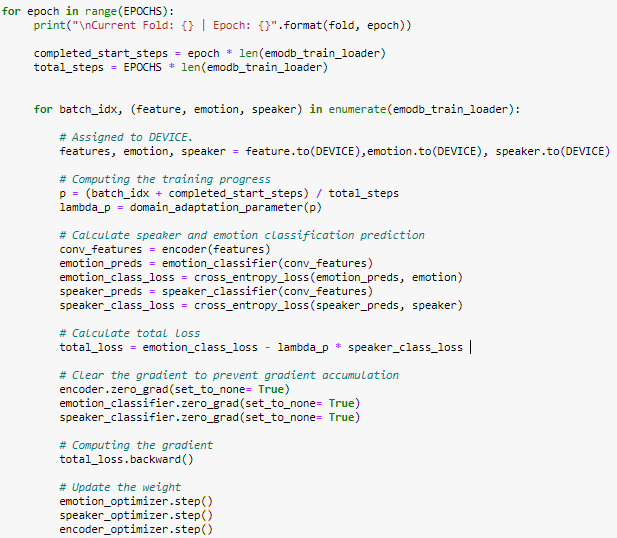 for epoch in range(EPOCHS):
    print("\nCurrent Fold: {} | Epoch: {}".format(fold, epoch))
    completed_start_steps = epoch * len(emodb_train_loader)
    total_steps = EPOCHS * len(emodb_train_loader)
    for batch_idx, (feature, emotion, speaker) in enumerate(emodb_train_loader):
        # Assigned to DEVICE.
        features, emotion, speaker = feature.to(DEVICE),emotion.to(DEVICE), speaker.to(DEVICE)
        # Computing the training progress
        p = (batch_idx + completed_start_steps) / total_steps
        lambda_p = domain_adaptation_parameter(p)
        # Calculate speaker and emotion classification prediction
        conv_features = encoder(features)
        emotion_preds = emotion_classifier(conv_features)
        emotion_class_loss = cross_entropy_loss(emotion_preds, emotion)
        speaker_preds = speaker_classifier(conv_features)
        speaker_class_loss = cross_entropy_loss(speaker_preds, speaker)
        # Calculate total loss
        total_loss = emotion_class_loss - lambda_p * speaker_class_loss
        # Clear the gradient to prevent gradient accumulation
        encoder.zero_grad(set_to_none= True)
        emotion_classifier.zero_grad(set_to_none= True)
        speaker_classifier.zero_grad(set_to_none= True)
        # Computing the gradient
        total_loss.backward()
        # Update the weight
        emotion_optimizer.step()
        speaker_optimizer.step()
        encoder_optimizer.step()